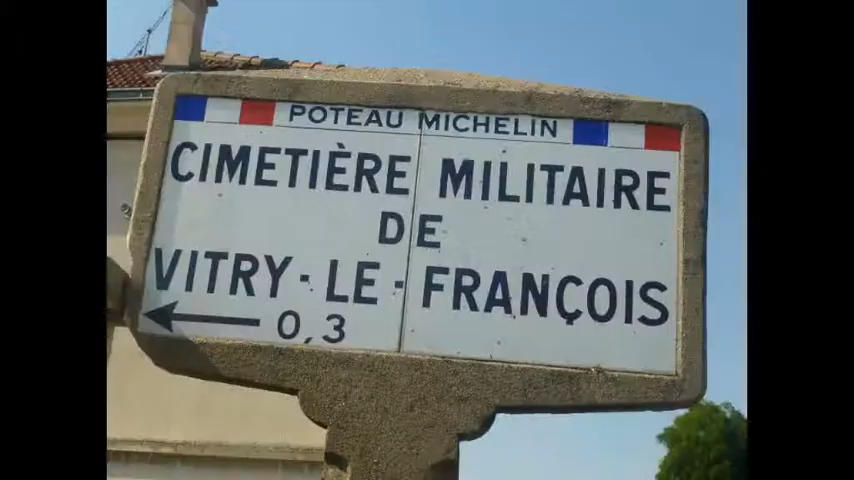 POTEAU MICHELIN
CIMETIÈRE MILITAIRE
DE
VITRY-LE-FRANÇOIS
0,3